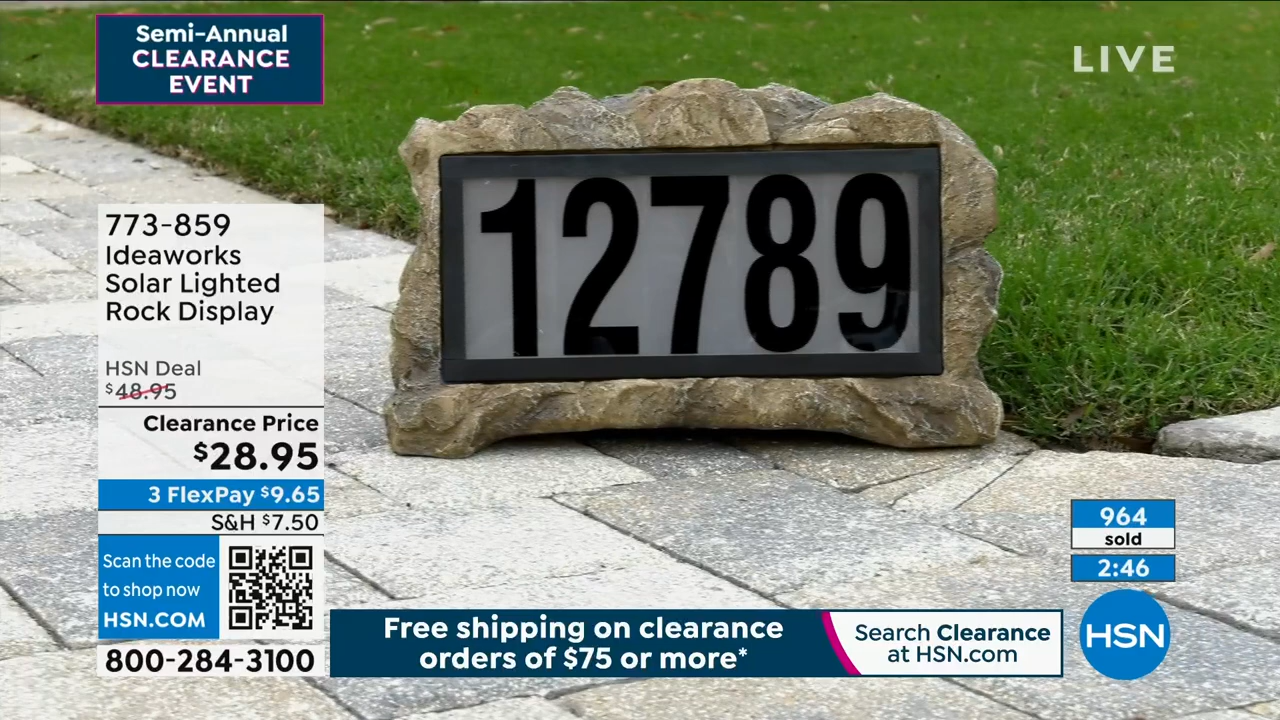 Semi-Annual
CLEARANCE
EVENT
LIVE
12789
773-859
Ideaworks
Solar Lighted
Rock Display
HSN Deal
$48.95
Clearance Price
$28.95
3 FlexPay $9.65
S&H $7.50
Scan the code
to shop now
HSN.COM
800-284-3100
964
sold
2:46
Free shipping on clearance
orders of $75 or more*
Search Clearance
at HSN.com
HSN